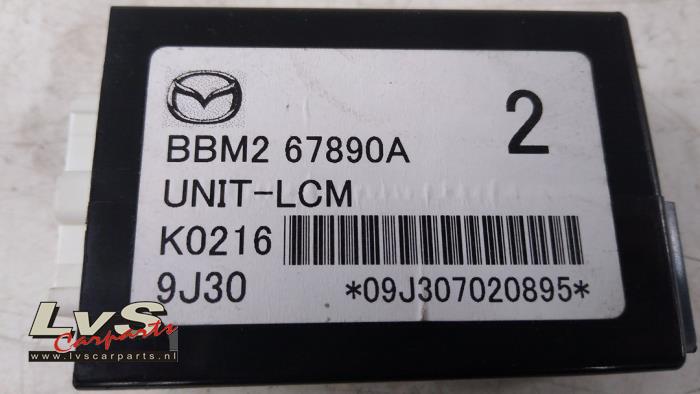 2
BBM2 67890A
UNIT-LCM
K0216
9J30 *09J307020895*
LvS
Carparts
www.lvscarparts.nl